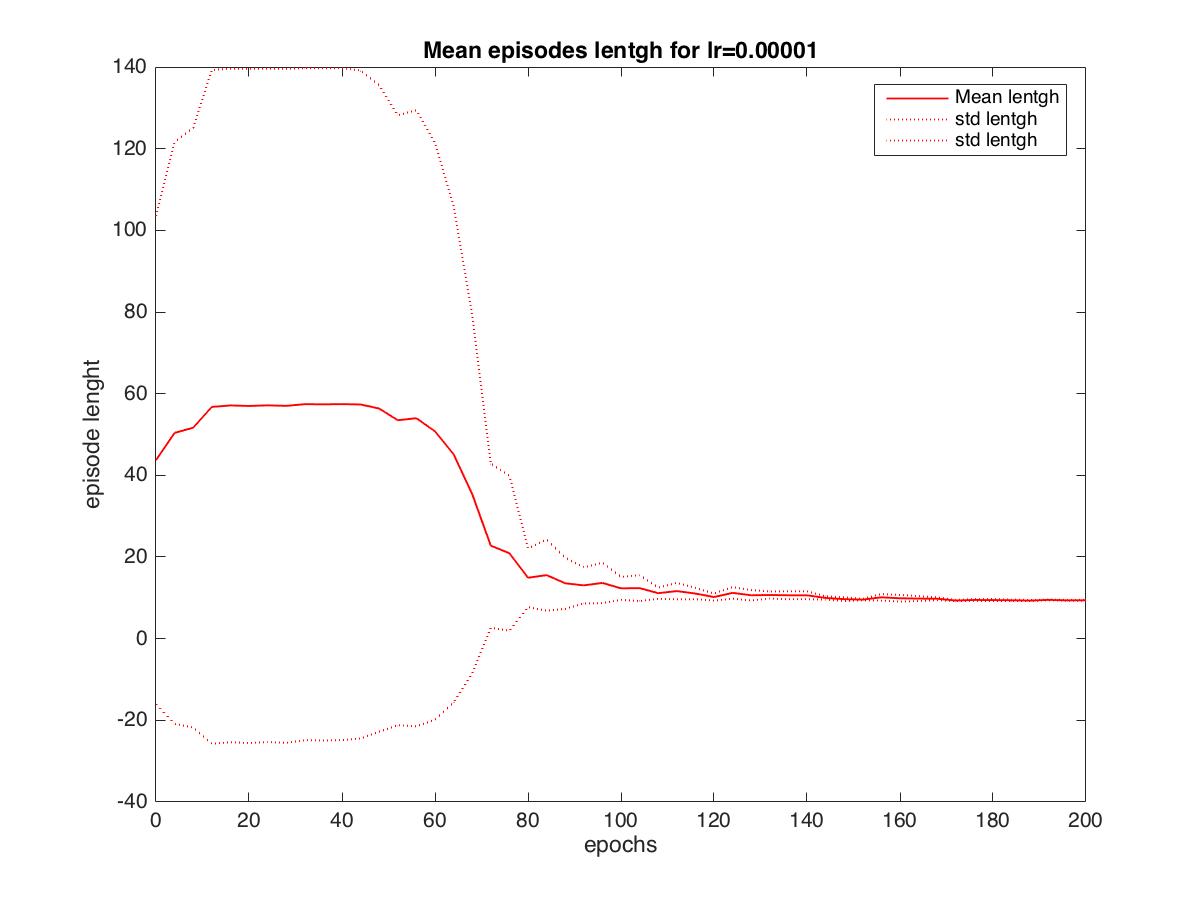 Mean episodes lentgh for lr=0.00001
Mean lentgh
std lentgh
std lentgh
episode lenght
140
120
100
80
60
40
20
0
-20
-40
0 20 40 60 80 100 120 140 160 180 200
epochs